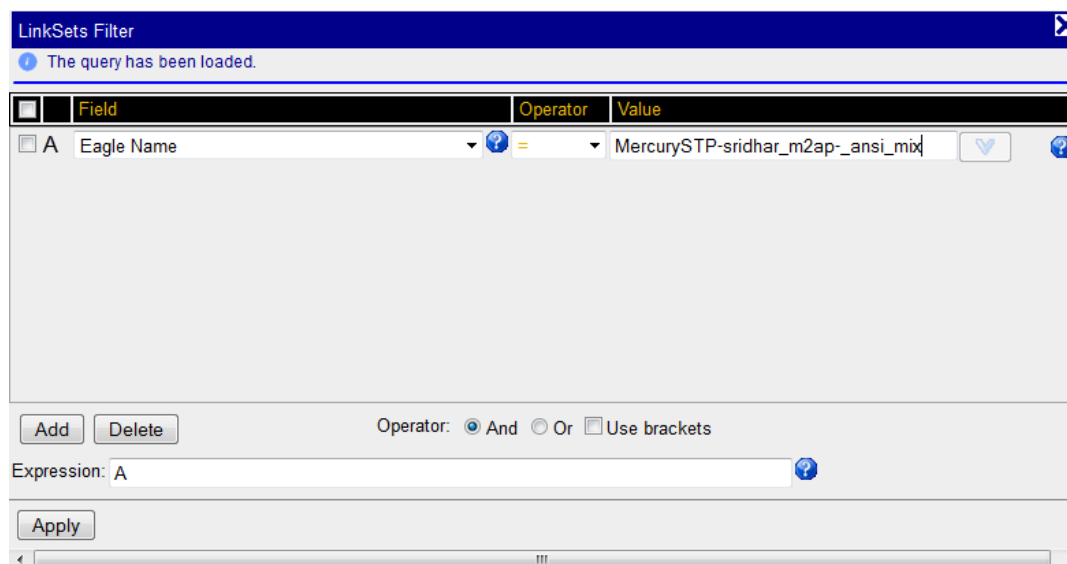 LinkSets Filter
The query has been loaded.
Field Operator Value
A Eagle Name = MercurySTP-sridhar_m2ap-_ansi_mix
Add Delete Operator: And Or Use brackets
Expression: A
Apply